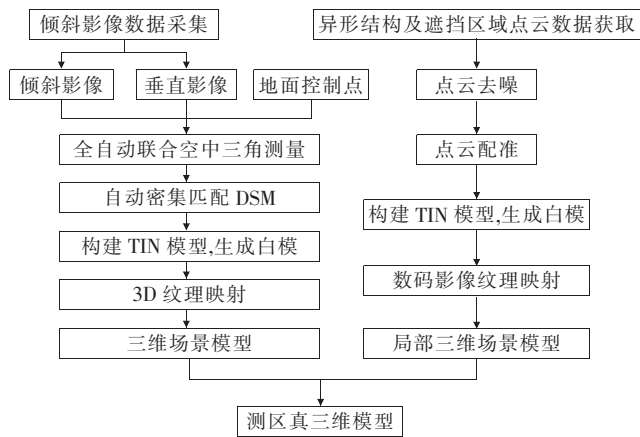 倾斜影像数据采集
异形结构及遮挡区域点云数据获取
倾斜影像
垂直影像
地面控制点
点云去噪
全自动联合空中三角测量
点云配准
自动密集匹配 DSM
构建 TIN 模型,生成白模
构建 TIN 模型,生成白模
3D 纹理映射
数码影像纹理映射
三维场景模型
局部三维场景模型
测区真三维模型